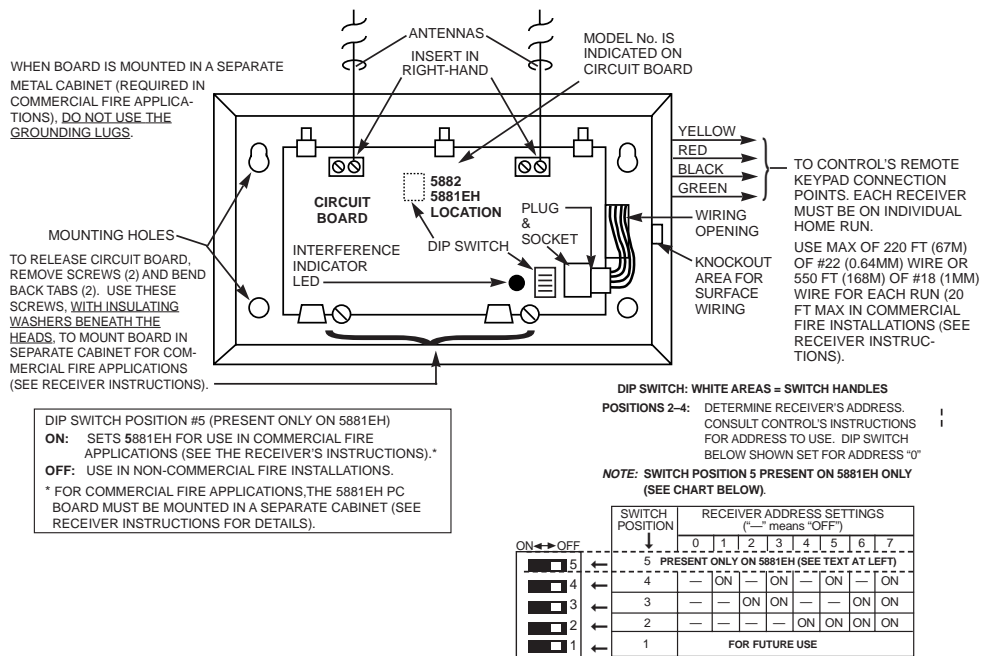 ANTENNAS
INSERT IN
RIGHT-HAND
MODEL No. IS
INDICATED ON
CIRCUIT BOARD
WHEN BOARD IS MOUNTED IN A SEPARATE
METAL CABINET (REQUIRED IN
COMMERCIAL FIRE APPLICA-
TIONS), DO NOT USE THE
GROUNDING LUGS.
YELLOW
RED
BLACK
GREEN
TO CONTROL'S REMOTE
KEYPAD CONNECTION
POINTS. EACH RECEIVER
MUST BE ON INDIVIDUAL
HOME RUN.
USE MAX OF 220 FT (67M)
OF #22 (0.64MM) WIRE OR
550 FT (168M) OF #18 (1MM)
WIRE FOR EACH RUN (20
FT MAX IN COMMERCIAL
FIRE INSTALLATIONS (SEE
RECEIVER INSTRUC-
TIONS).
CIRCUIT
BOARD
5882
5881EH
LOCATION
PLUG
&
SOCKET
DIP SWITCH
INTERFERENCE
INDICATOR
LED
WIRING
OPENING
KNOCKOUT
AREA FOR
SURFACE
WIRING
MOUNTING HOLES
TO RELEASE CIRCUIT BOARD,
REMOVE SCREWS (2) AND BEND
BACK TABS (2). USE THESE
SCREWS, WITH INSULATING
WASHERS BENEATH THE
HEADS, TO MOUNT BOARD IN
SEPARATE CABINET FOR COM-
MERCIAL FIRE APPLICATIONS
(SEE RECEIVER INSTRUCTIONS).
DIP SWITCH POSITION #5 (PRESENT ONLY ON 5881EH)
ON: SETS 5881EH FOR USE IN COMMERCIAL FIRE
APPLICATIONS (SEE THE RECEIVER'S INSTRUCTIONS).*
OFF: USE IN NON-COMMERCIAL FIRE INSTALLATIONS.
* FOR COMMERCIAL FIRE APPLICATIONS,THE 5881EH PC
BOARD MUST BE MOUNTED IN A SEPARATE CABINET (SEE
RECEIVER INSTRUCTIONS FOR DETAILS).
DIP SWITCH: WHITE AREAS = SWITCH HANDLES
POSITIONS 2–4: DETERMINE RECEIVER'S ADDRESS.
CONSULT CONTROL'S INSTRUCTIONS
FOR ADDRESS TO USE. DIP SWITCH
BELOW SHOWN SET FOR ADDRESS "0"
NOTE: SWITCH POSITION 5 PRESENT ON 5881EH ONLY
(SEE CHART BELOW).
SWITCH
POSITION
RECEIVER ADDRESS SETTINGS
("—" means "OFF")
0 1 2 3 4 5 6 7
ON OFF
5 5 PRESENT ONLY ON 5881EH (SEE TEXT AT LEFT)
4 4 — ON — ON — ON — ON
3 3 — — ON ON — — ON ON
2 2 — — — — ON ON ON ON
1 1 FOR FUTURE USE